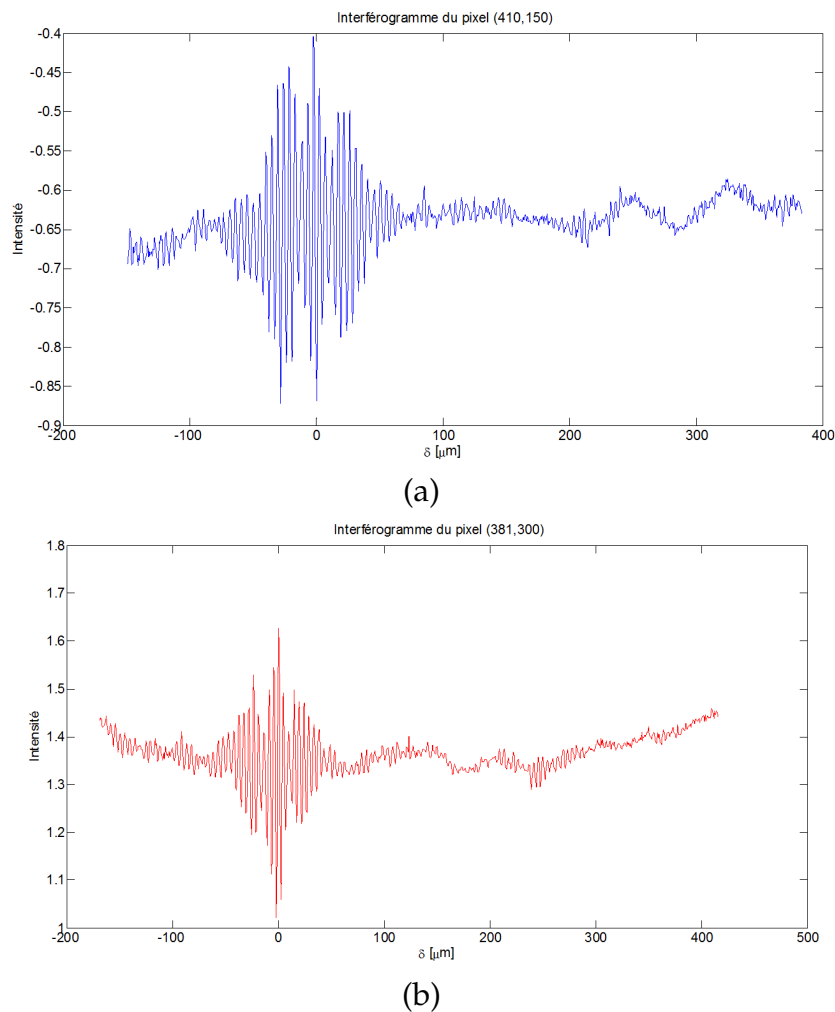 Interférogramme du pixel (410,150)
-0.4
-0.45
-0.5
-0.55
-0.6
-0.65
-0.7
-0.75
-0.8
-0.85
-0.9
Intensité
-200 -100 0 100 200 300 400
δ [μm]
(a)
Interférogramme du pixel (381,300)
1.8
1.7
1.6
1.5
1.4
1.3
1.2
1.1
1
Intensité
-200 -100 0 100 200 300 400 500
δ [μm]
(b)